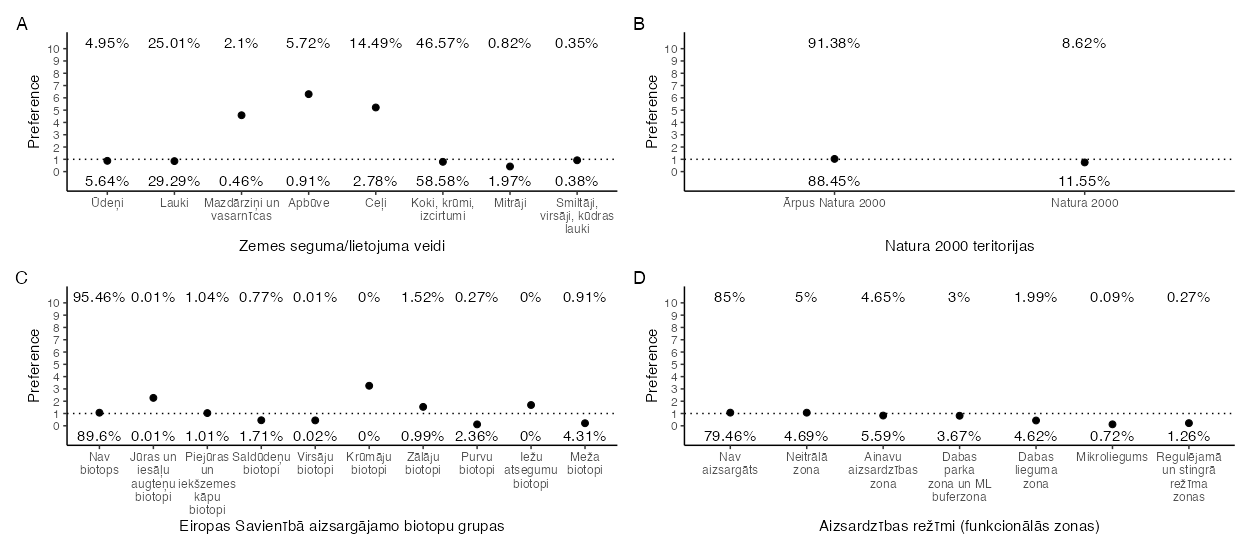 A
4.95% 25.01% 2.1% 5.72% 14.49% 46.57% 0.82% 0.35%
10
9
8
7
6
5
4
3
2
1
0
Preference
5.64% 29.29% 0.46% 0.91% 2.78% 58.58% 1.97% 0.38%
Ūdeņi Lauki Mazdārziņi un Apbūve Ceļi Koki, krūmi, Mitrāji Smiltāji,
vasarnīcas izcirtumi virsāji, kūdras
lauki
Zemes seguma/lietojuma veidi
B
91.38% 8.62%
10
9
8
7
6
5
4
3
2
1
0
Preference
88.45% 11.55%
Ārpus Natura 2000 Natura 2000
Natura 2000 teritorijas
C
95.46% 0.01% 1.04% 0.77% 0.01% 0% 1.52% 0.27% 0% 0.91%
10
9
8
7
6
5
4
3
2
1
0
Preference
89.6% 0.01% 1.01% 1.71% 0.02% 0% 0.99% 2.36% 0% 4.31%
Nav Jūras un Piejūras Saldūdeņu Virsāju Krūmāju Zālāju Purvu Iežu Meža
biotops iesāļu un biotopi biotopi biotopi biotopi biotopi atsegumu biotopi
augteņu iekšzemes biotopi
biotopi kāpu
biotopi
Eiropas Savienībā aizsargājamo biotopu grupas
D
85% 5% 4.65% 3% 1.99% 0.09% 0.27%
10
9
8
7
6
5
4
3
2
1
0
Preference
79.46% 4.69% 5.59% 3.67% 4.62% 0.72% 1.26%
Nav Neitrālā Ainavu Dabas Dabas Mikroliegums Regulējamā
aizsargāts zona aizsardzības parka lieguma un stingrā
zona zona un ML zona režīma
buferzona zonas
Aizsardzības režīmi (funkcionālās zonas)